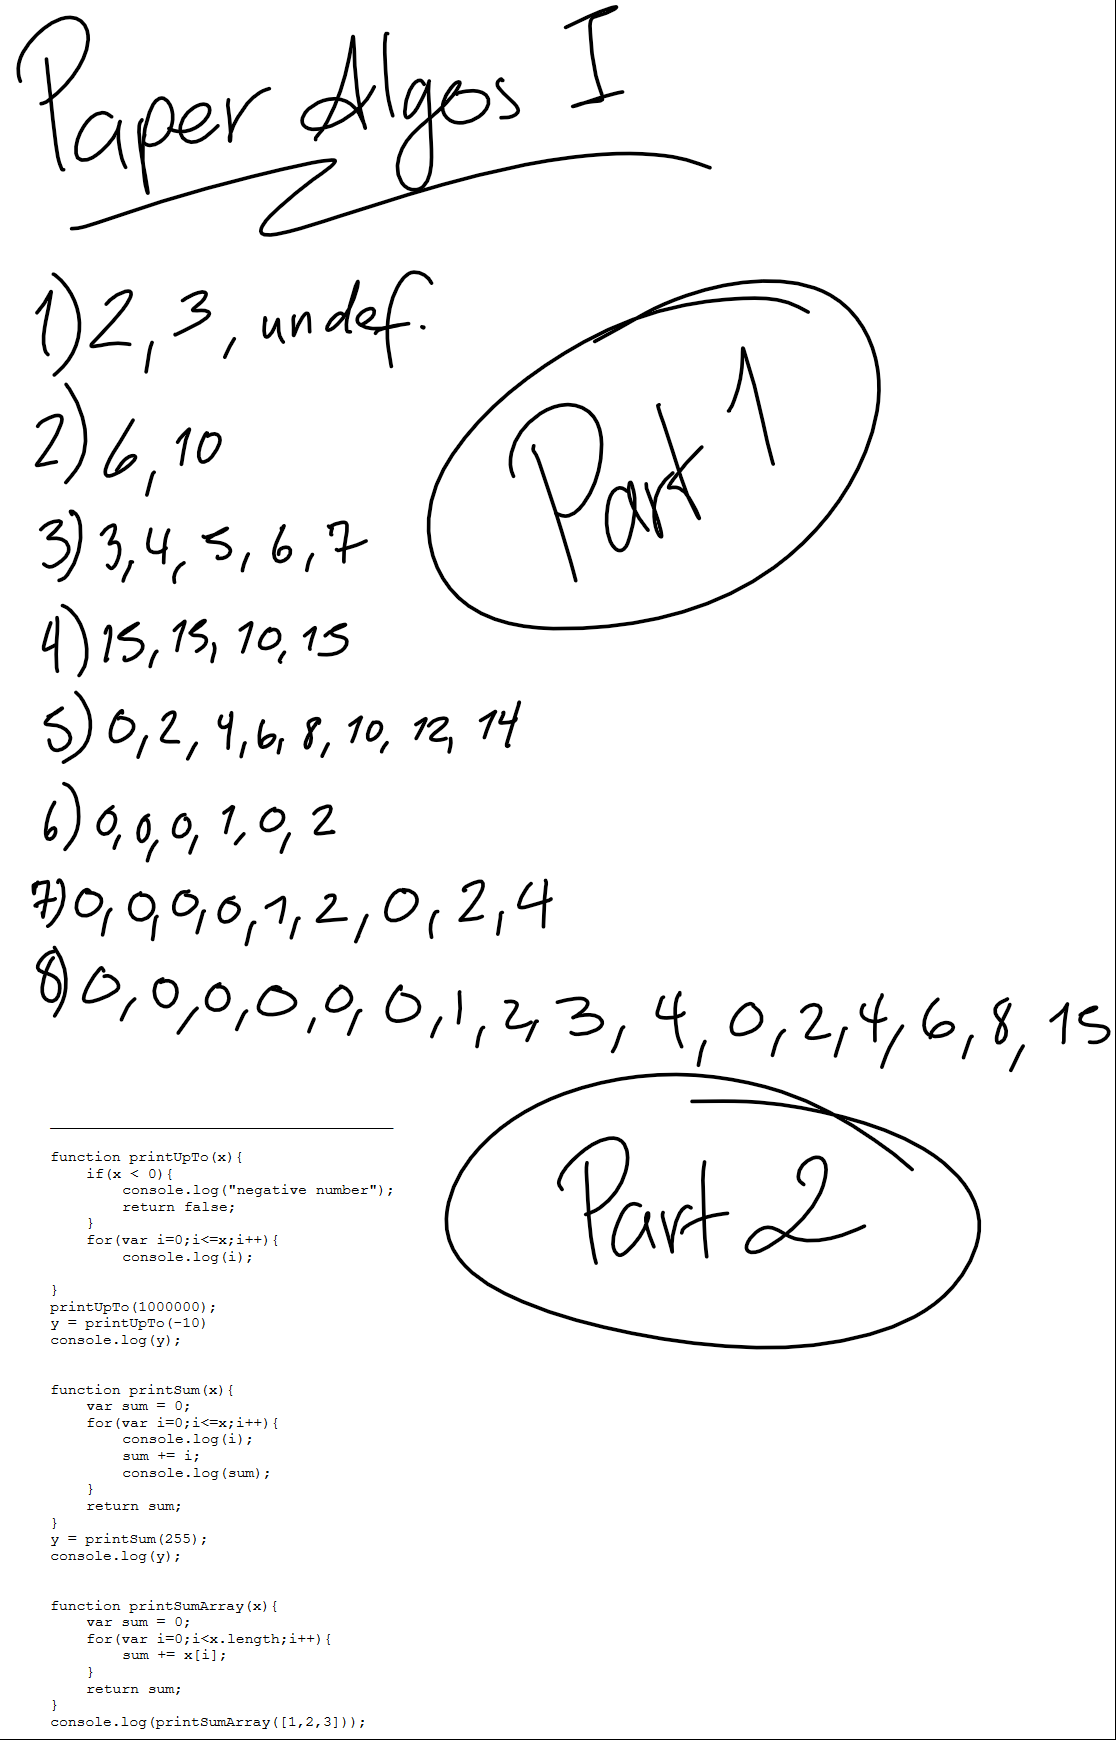 Paper Algos I
1) 2, 3, undef.
2) 6, 10
3) 3, 4, 5, 6, 7
4) 15, 15, 10, 15
5) 0, 2, 4, 6, 8, 10, 12, 14
6) 0, 0, 0, 1, 0, 2
7) 0, 0, 0, 0, 1, 2, 0, 2, 4
8) 0, 0, 0, 0, 0, 0, 1, 2, 3, 4, 0, 2, 4, 6, 8, 15
Part 1
Part 2
function printUpTo(x){
    if(x < 0){
        console.log("negative number");
        return false;
    }
    for(var i=0;i<=x;i++){
        console.log(i);

}
printUpTo(1000000);
y = printUpTo(-10)
console.log(y);

function printSum(x){
    var sum = 0;
    for(var i=0;i<=x;i++){
        console.log(i);
        sum += i;
        console.log(sum);
    }
    return sum;
}
y = printSum(255);
console.log(y);

function printSumArray(x){
    var sum = 0;
    for(var i=0;i<x.length;i++){
        sum += x[i];
    }
    return sum;
}
console.log(printSumArray([1,2,3]));